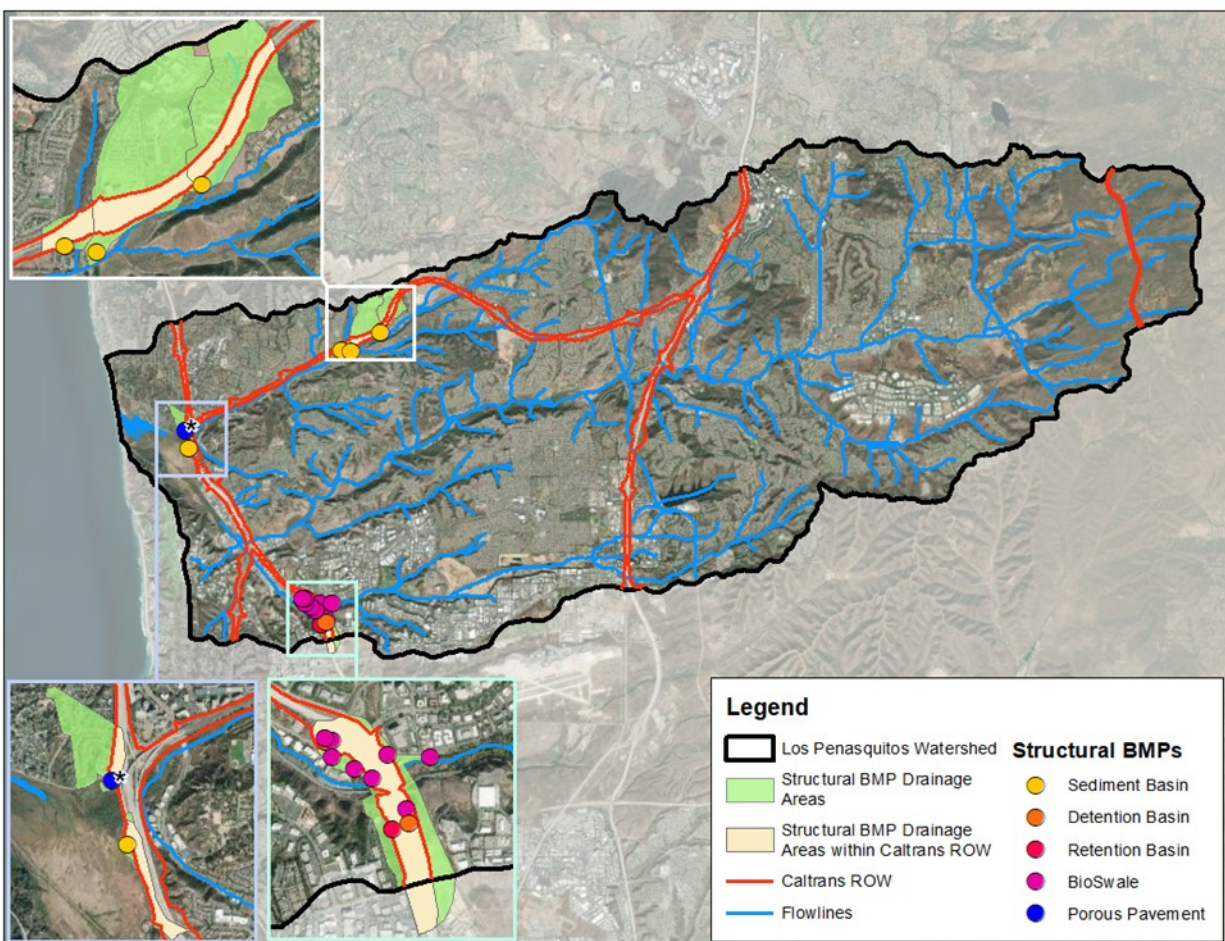 Legend
Los Penasquitos Watershed
Structural BMP Drainage
Areas
Structural BMP Drainage
Areas within Caltrans ROW
Caltrans ROW
Flowlines
Structural BMPs
Sediment Basin
Detention Basin
Retention Basin
BioSwale
Porous Pavement